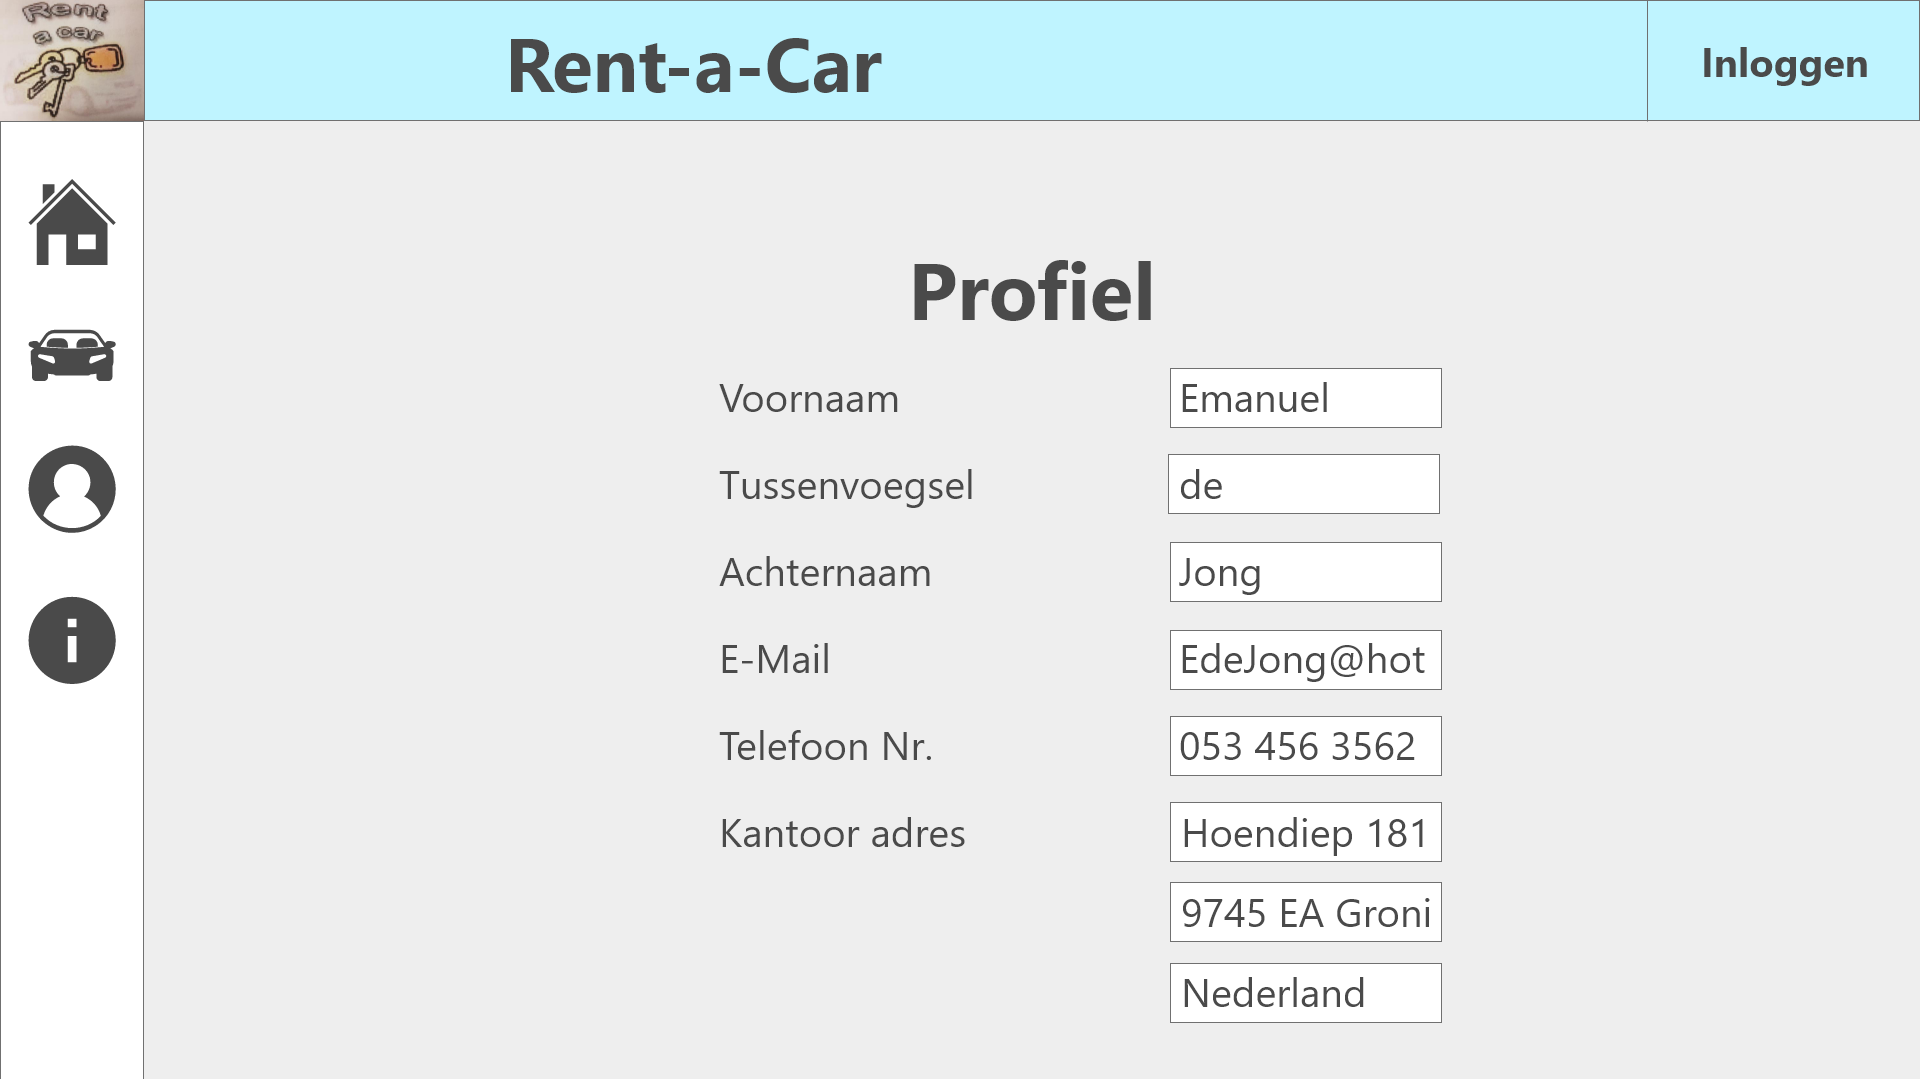 Rent
a car
Rent-a-Car
Inloggen
Profiel
Voornaam
Emanuel
Tussenvoegsel
de
Achternaam
Jong
E-Mail
EdeJong@hot
Telefoon Nr.
053 456 3562
Kantoor adres
Hoendiep 181
9745 EA Groni
Nederland